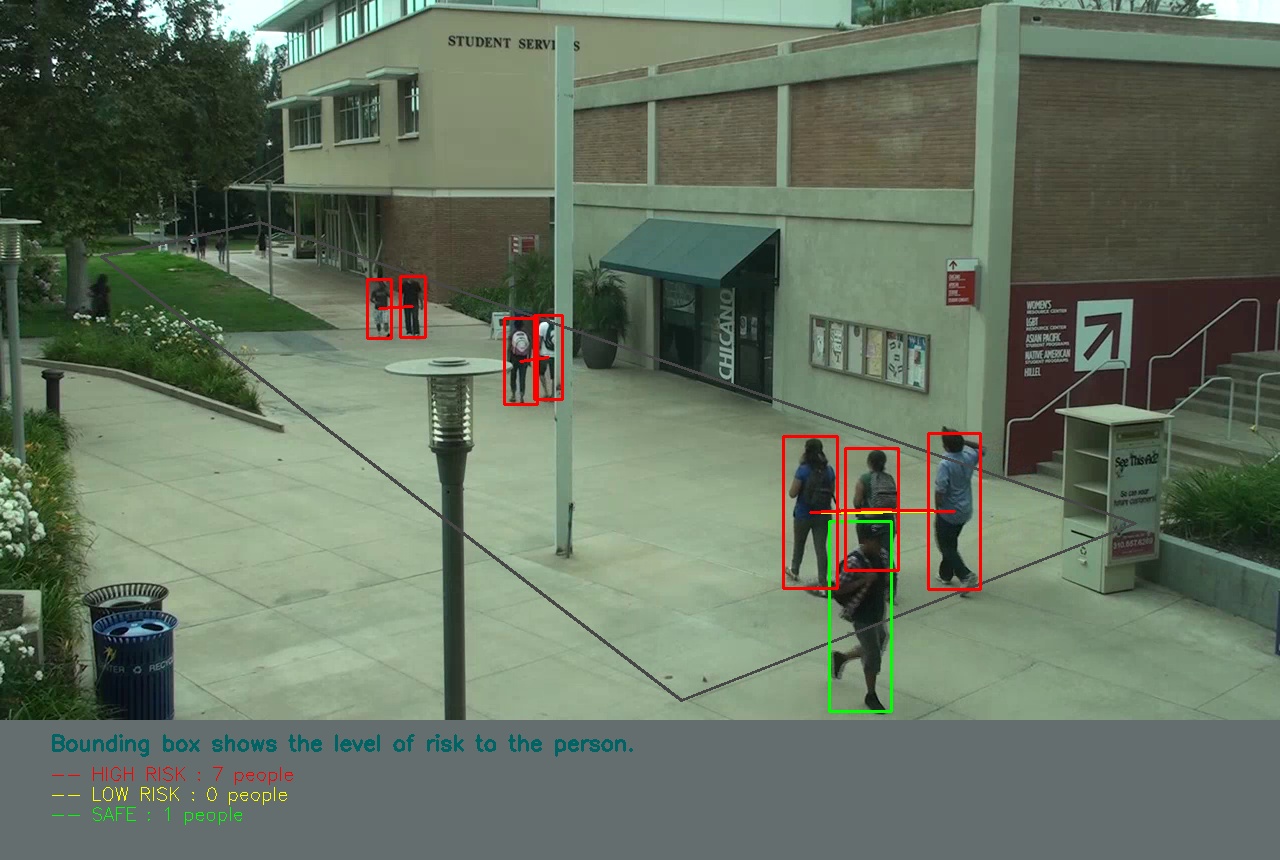 STUDENT SERVICES
CHICANO
WOMEN'S
RESOURCE CENTER
LGBT
RESOURCE CENTER
ASIAN PACIFIC
STUDENT PROGRAMS
NATIVE AMERICAN
STUDENT PROGRAMS
HILLEL
See This Ad?
So can your
future customers!
RECYC
Bounding box shows the level of risk to the person.
-- HIGH RISK : 7 people
-- LOW RISK : 0 people
-- SAFE : 1 people